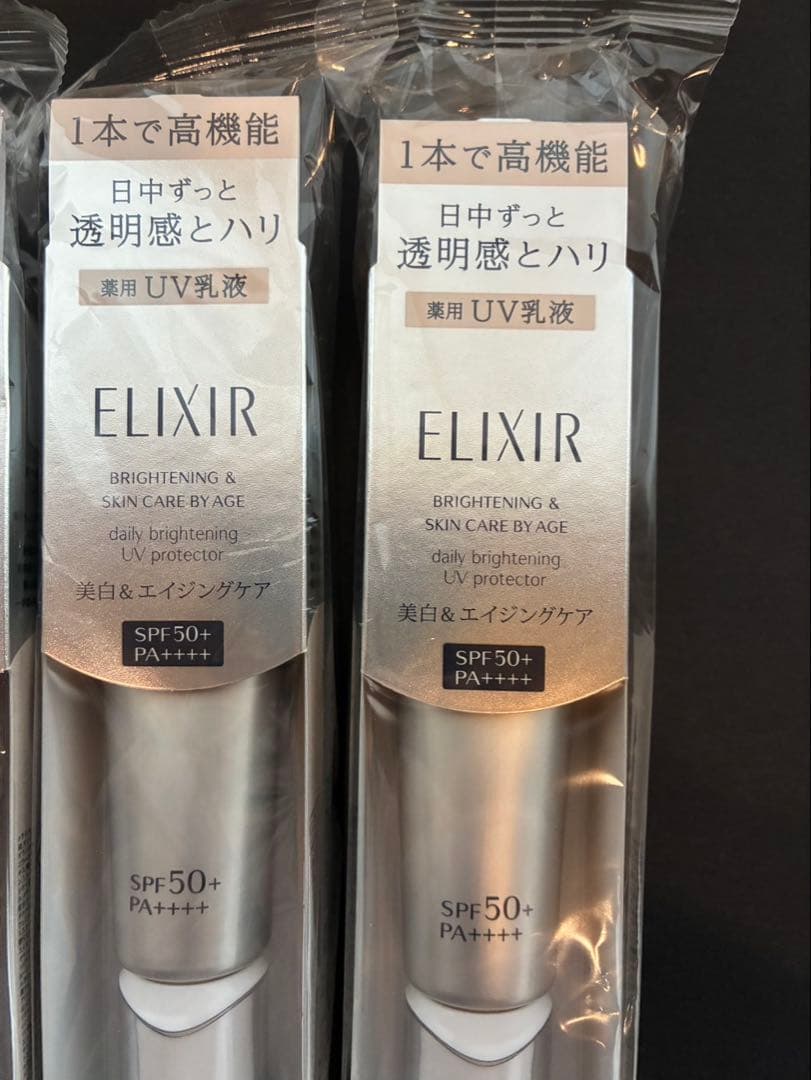 1本で高機能
日中ずっと
透明感とハリ
薬用 UV乳液
ELIXIR
BRIGHTENING &
SKIN CARE BY AGE
daily brightening
UV protector
美白&エイジングケア
SPF50+
PA++++
SPF50+
PA++++
1本で高機能
日中ずっと
透明感とハリ
薬用 UV乳液
ELIXIR
BRIGHTENING &
SKIN CARE BY AGE
daily brightening
UV protector
美白&エイジングケア
SPF50+
PA++++
SPF50+
PA++++